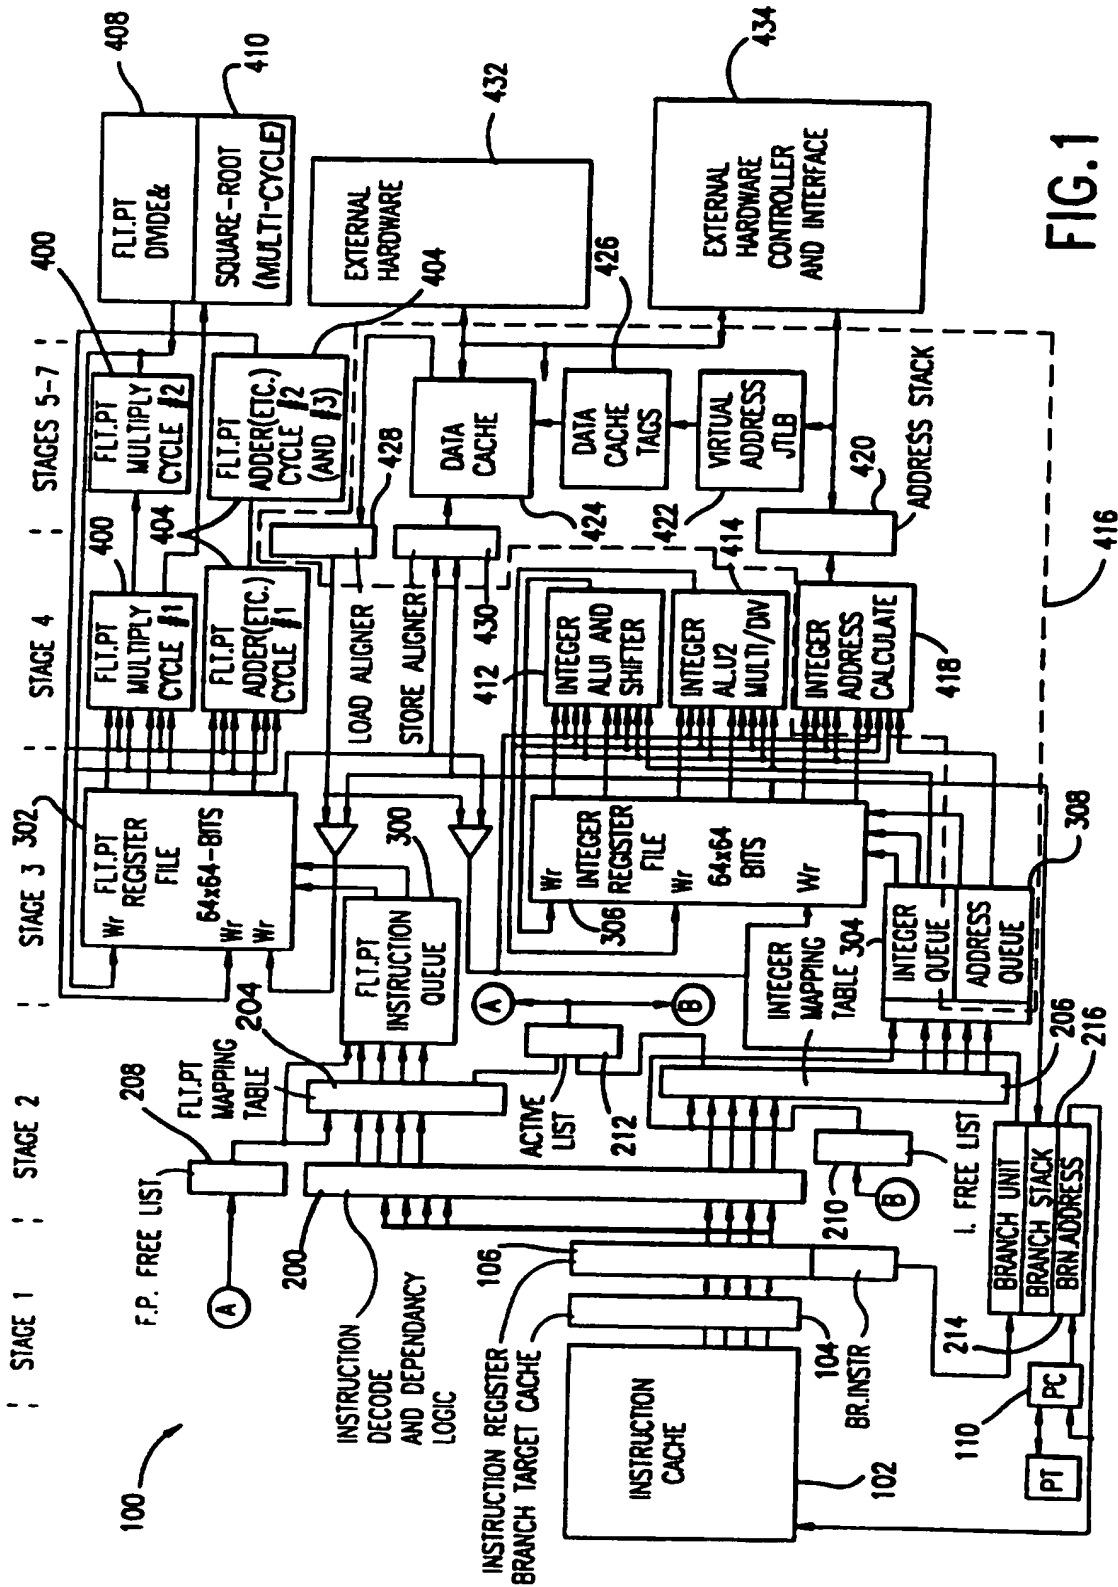 STAGE 1
STAGE 2
STAGE 3
STAGE 4
STAGES 5-7
100
F.P. FREE LIST
208
A
FLT.PT
MAPPING
TABLE
204
200
INSTRUCTION
DECODE
AND DEPENDANCY
LOGIC
302
FLT.PT
REGISTER
FILE
64x64-BITS
Wr
Wr
Wr
FLT.PT
INSTRUCTION
QUEUE
300
400
FLT.PT
MULTIPLY
CYCLE #1
404
FLT.PT
ADDER(ETC.)
CYCLE #1
400
FLT.PT
MULTIPLY
CYCLE #2
FLT.PT
ADDER(ETC.)
CYCLE #2
(AND #3)
404
FLT.PT
DIVIDE&
408
SQUARE-ROOT
(MULTI-CYCLE)
410
LOAD ALIGNER
428
STORE ALIGNER
430
EXTERNAL
HARDWARE
432
DATA
CACHE
424
DATA
CACHE
TAGS
426
VIRTUAL
ADDRESS
JTLB
422
EXTERNAL
HARDWARE
CONTROLLER
AND INTERFACE
434
420
ADDRESS STACK
INSTRUCTION REGISTER
106
BRANCH TARGET CACHE
104
INSTRUCTION
CACHE
102
BR.INSTR
ACTIVE
LIST
212
A
B
INTEGER
MAPPING
TABLE
206
210
B
I. FREE LIST
Wr
INTEGER
REGISTER
FILE
Wr
64x64
BITS
Wr
306
304
INTEGER
QUEUE
ADDRESS
QUEUE
308
412
INTEGER
ALU1 AND
SHIFTER
INTEGER
ALU2
MULTI/DIV
414
INTEGER
ADDRESS
CALCULATE
418
416
BRANCH UNIT
BRANCH STACK
BRN.ADDRESS
214
216
110
PC
PT
FIG.1